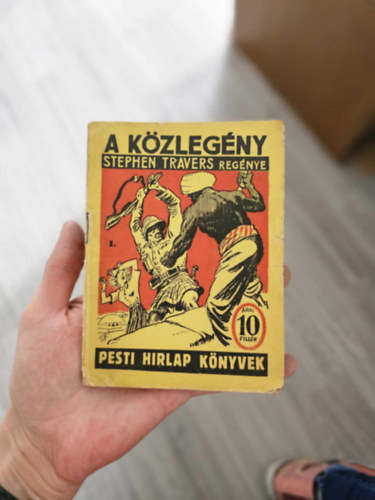 A KÖZLEGÉNY
STEPHEN TRAVERS REGÉNYE
I.
ÁRA:
10
FILLÉR
PESTI HIRLAP KÖNYVEK